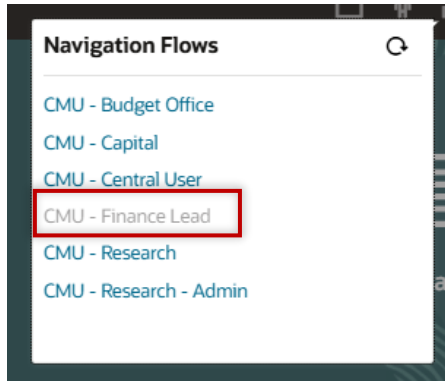 Navigation Flows
CMU - Budget Office
CMU - Capital
CMU - Central User
CMU - Finance Lead
CMU - Research
CMU - Research - Admin